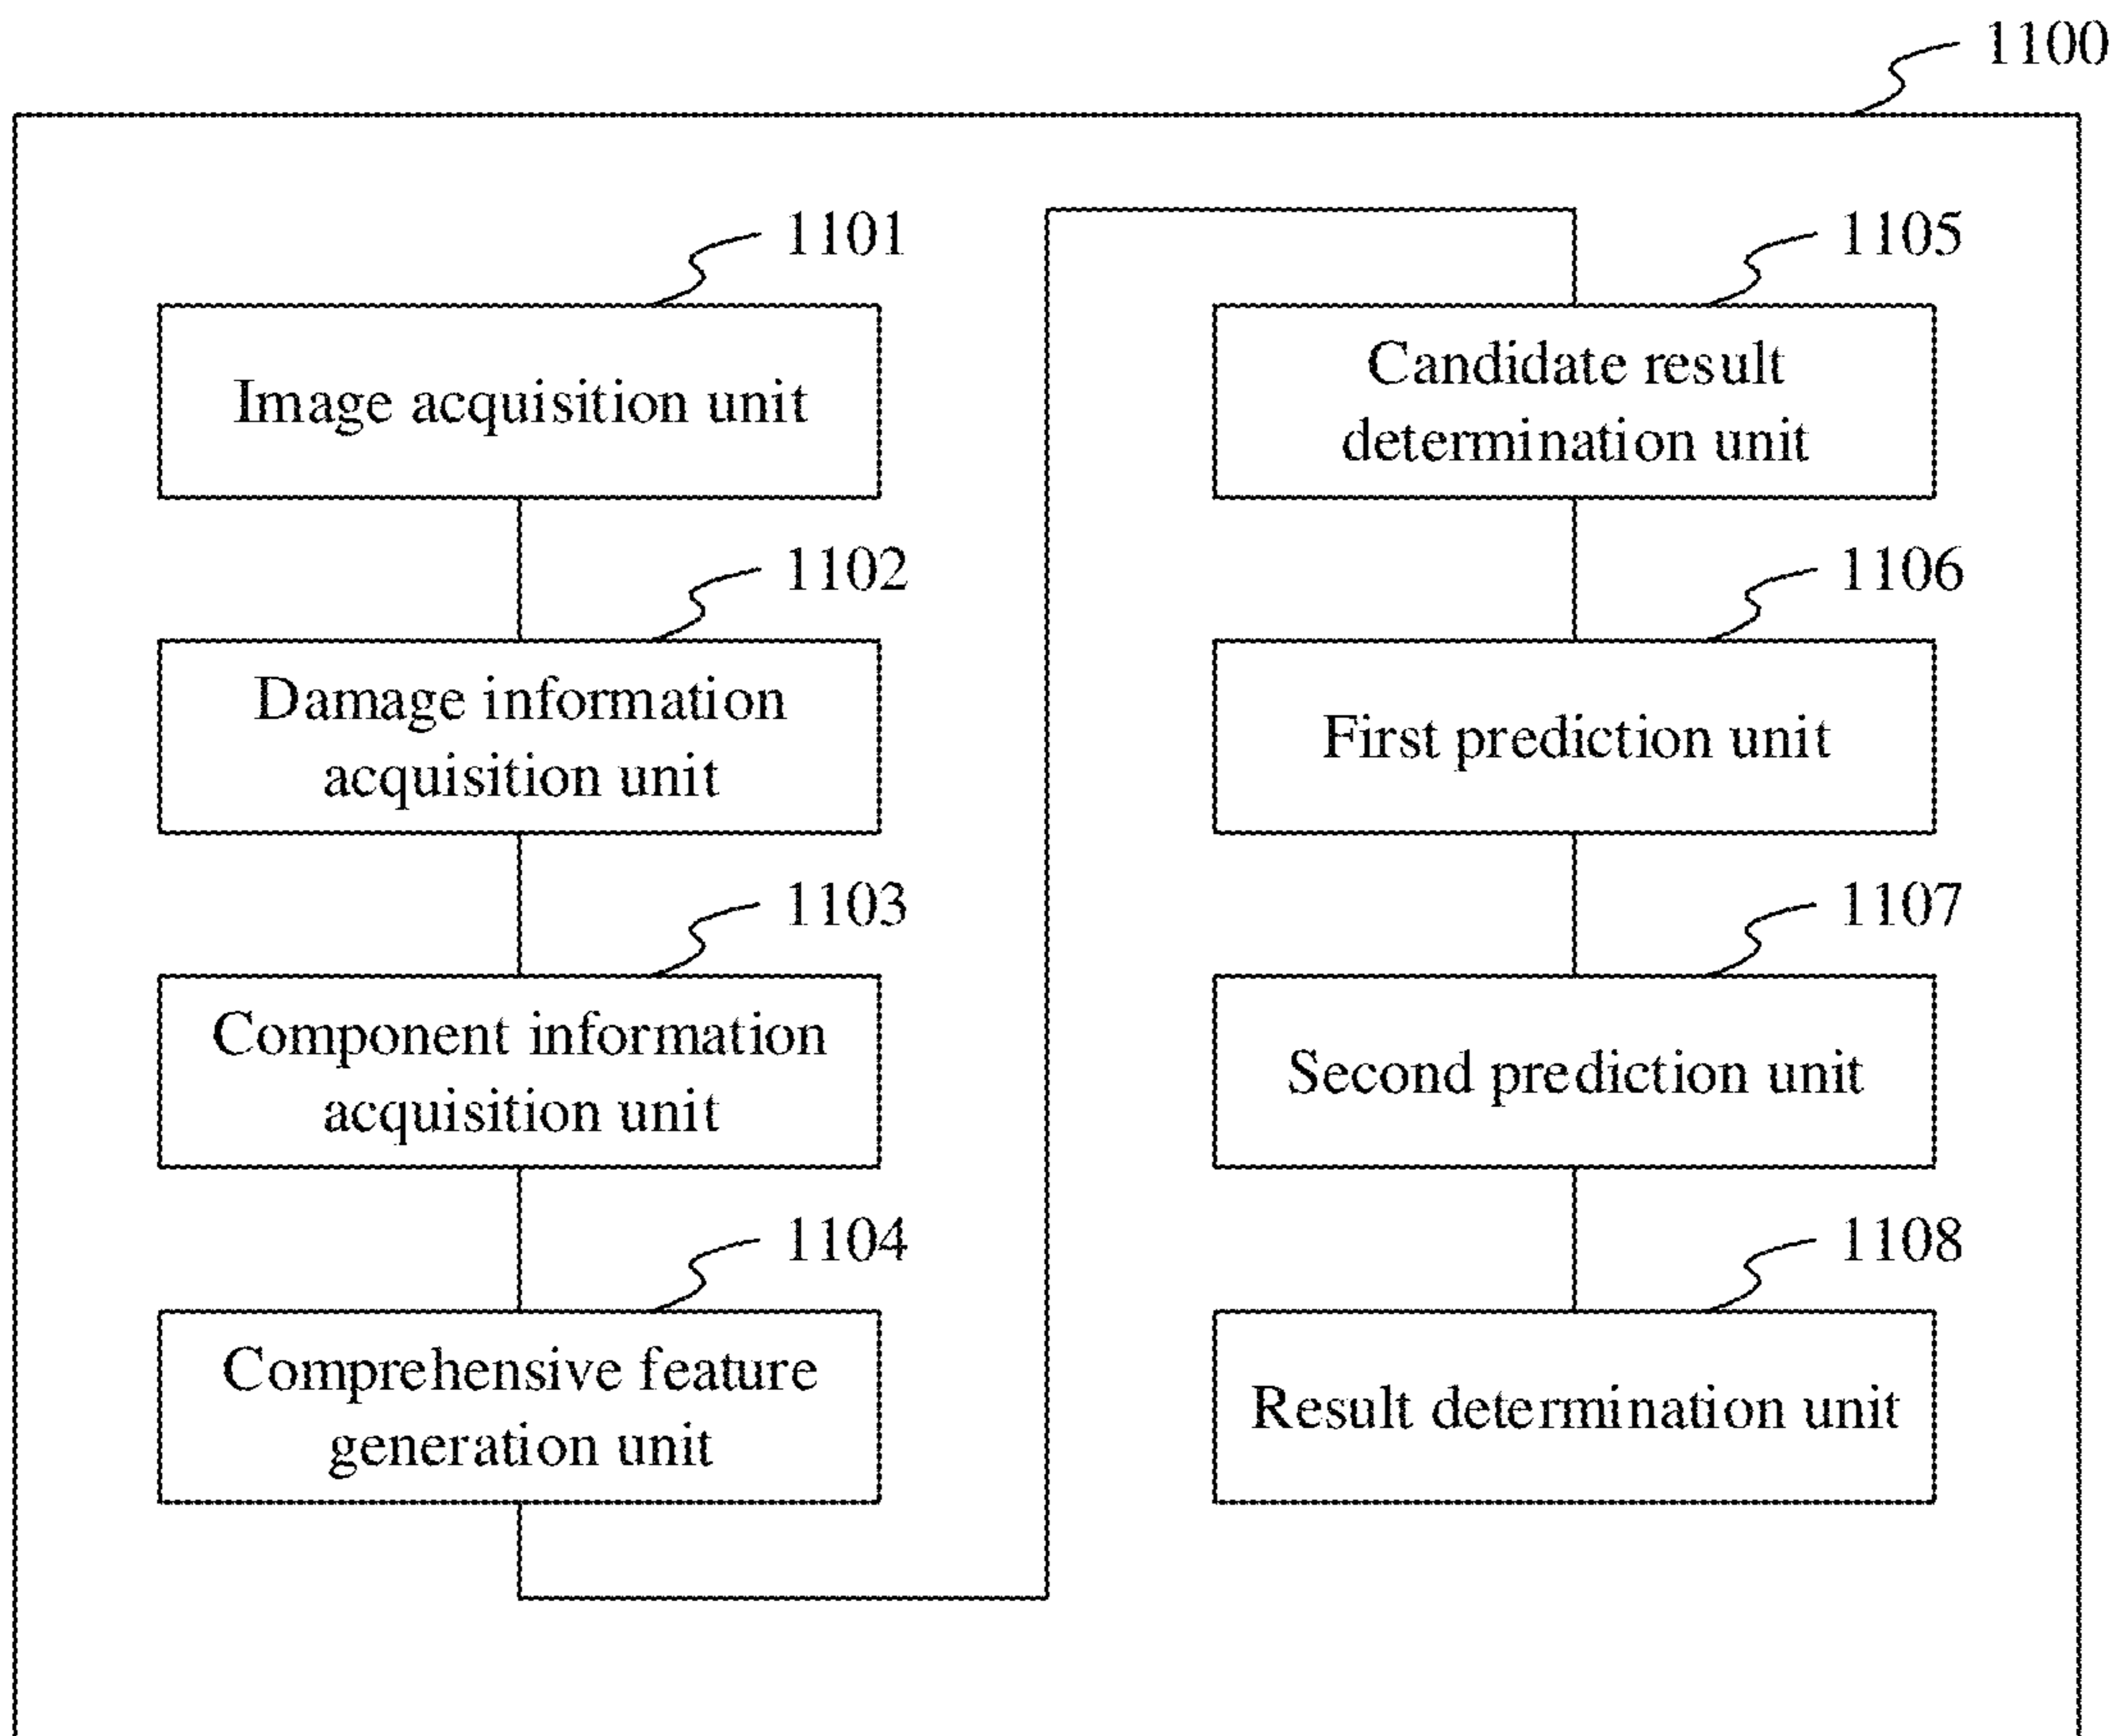 1100
1101
Image acquisition unit
1102
Damage information
acquisition unit
1103
Component information
acquisition unit
1104
Comprehensive feature
generation unit
1105
Candidate result
determination unit
1106
First prediction unit
1107
Second prediction unit
1108
Result determination unit